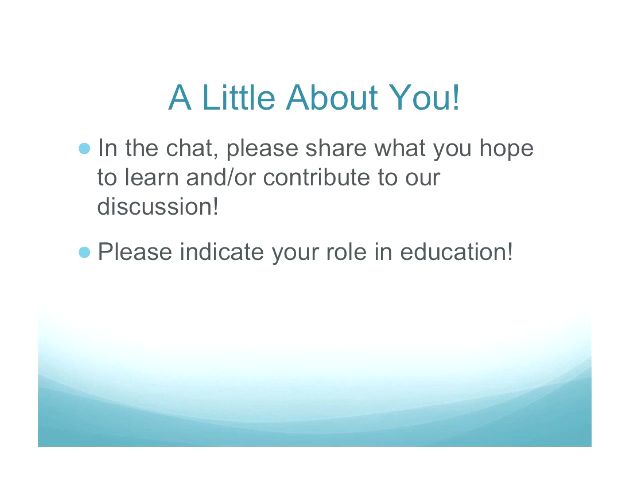 A Little About You!
In the chat, please share what you hope
to learn and/or contribute to our
discussion!
Please indicate your role in education!